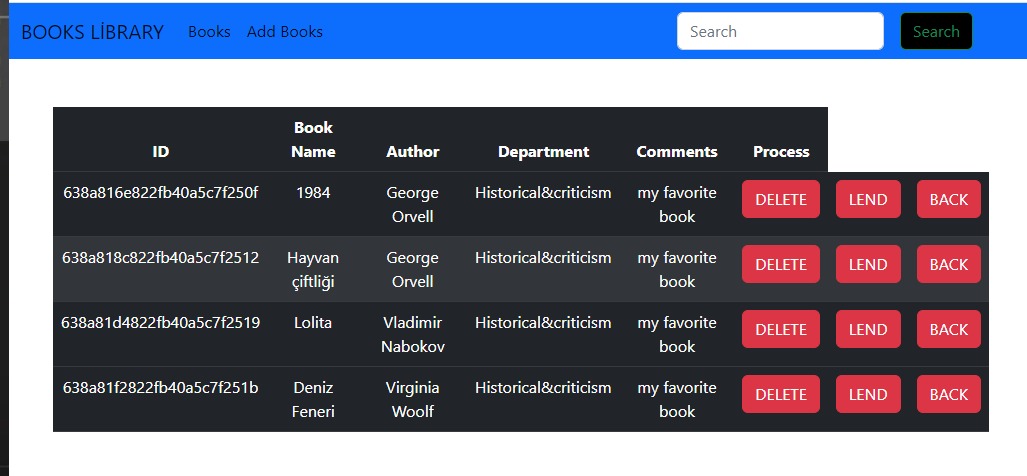 BOOKS LİBRARY Books Add Books Search Search
Book
ID Name Author Department Comments Process
638a816e822fb40a5c7f250f 1984 George Historical&criticism my favorite DELETE LEND BACK
Orvell book
638a818c822fb40a5c7f2512 Hayvan George Historical&criticism my favorite DELETE LEND BACK
çiftliği Orvell book
638a81d4822fb40a5c7f2519 Lolita Vladimir Historical&criticism my favorite DELETE LEND BACK
Nabokov book
638a81f2822fb40a5c7f251b Deniz Virginia Historical&criticism my favorite DELETE LEND BACK
Feneri Woolf book